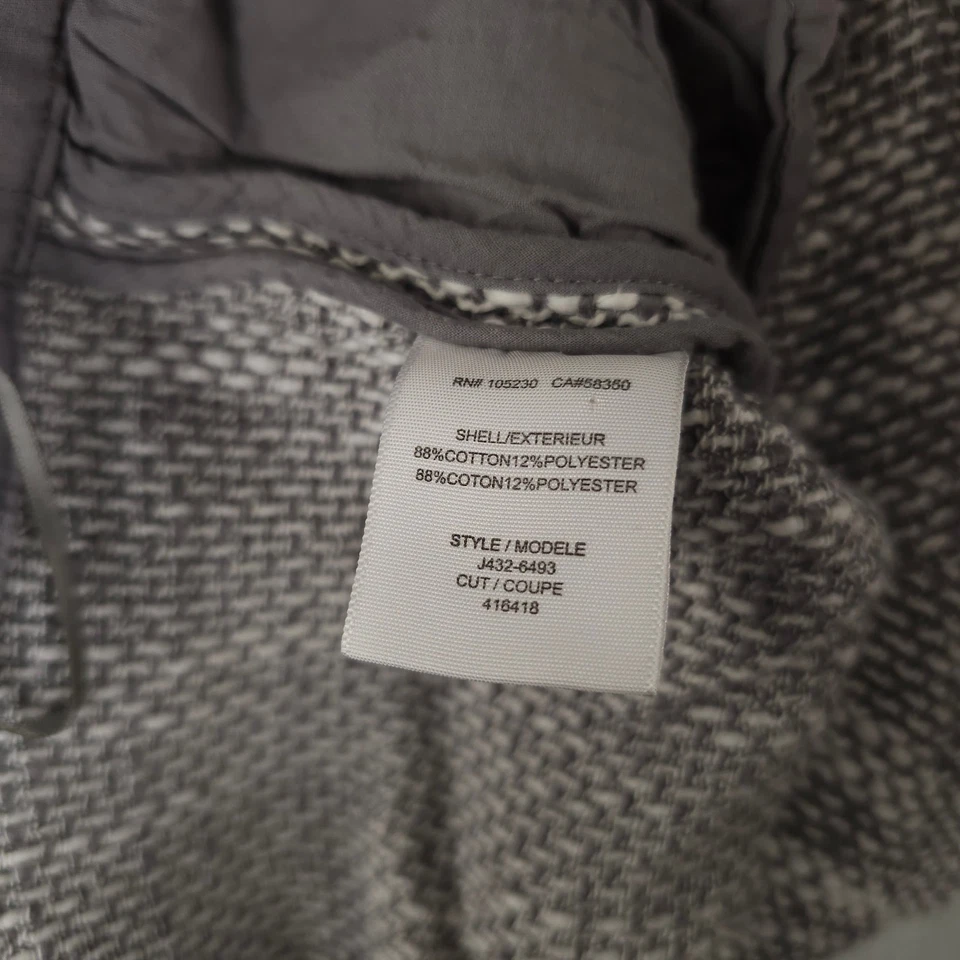 RN# 105230 CA#58350
SHELL/EXTERIEUR
88%COTTON12%POLYESTER
88%COTON12%POLYESTER
STYLE / MODELE
J432-6493
CUT / COUPE
416418